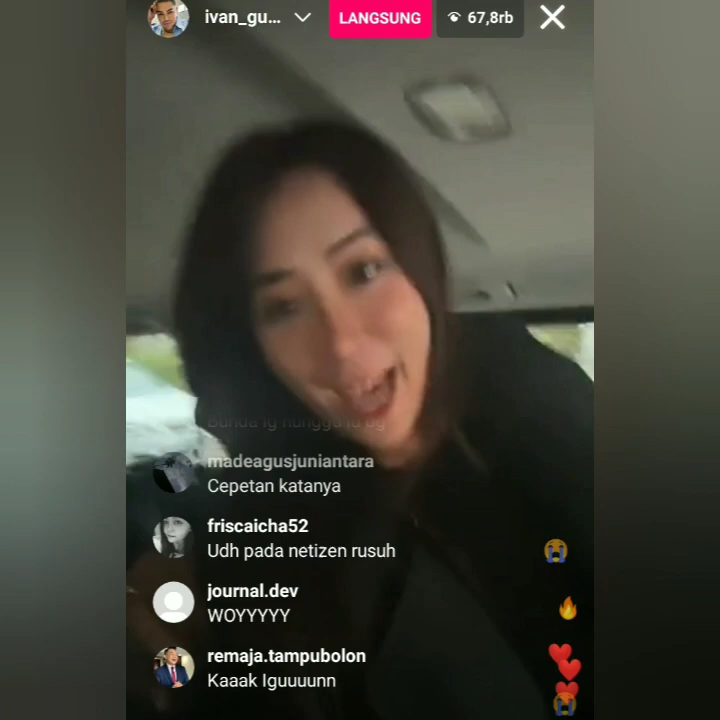 ivan_gu...
LANGSUNG
67,8rb
madeagusjuniantara
Cepetan katanya
friscaicha52
Udh pada netizen rusuh
journal.dev
WOYYYYY
remaja.tampubolon
Kaaak Iguuuunn